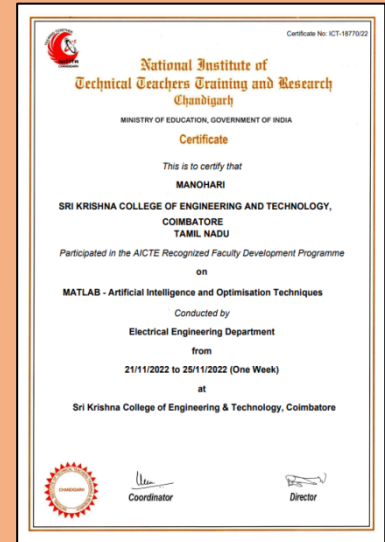 Certificate No: ICT-18770/22
National Institute of
Technical Teachers Training and Research
Chandigarh
MINISTRY OF EDUCATION, GOVERNMENT OF INDIA
Certificate
This is to certify that
MANOHARI
SRI KRISHNA COLLEGE OF ENGINEERING AND TECHNOLOGY,
COIMBATORE
TAMIL NADU
Participated in the AICTE Recognized Faculty Development Programme
on
MATLAB - Artificial Intelligence and Optimisation Techniques
Conducted by
Electrical Engineering Department
from
21/11/2022 to 25/11/2022 (One Week)
at
Sri Krishna College of Engineering & Technology, Coimbatore
CHANDIGARH
Coordinator
Director